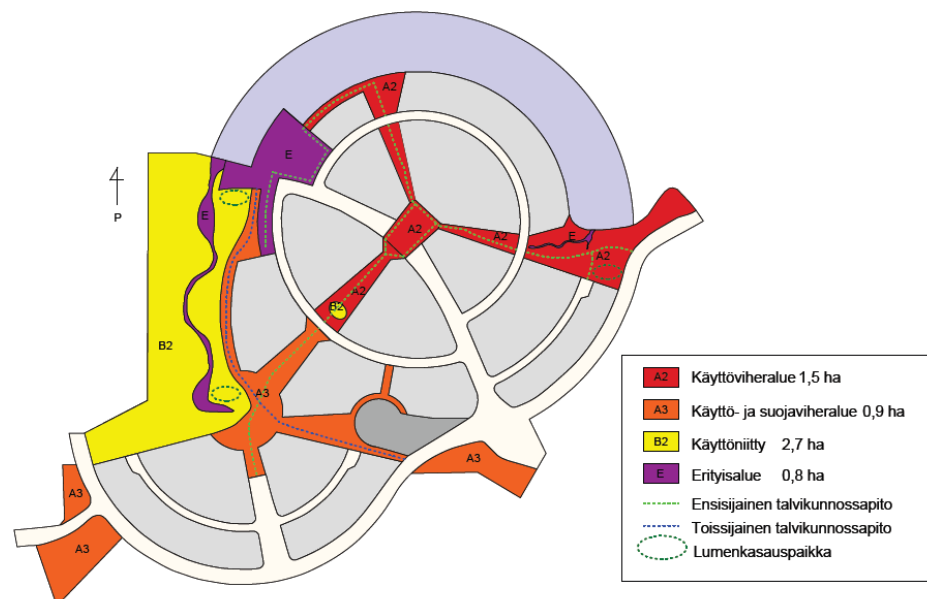 A2
E
P
E
A2
A2
E
A2
A2
B2
B2
A3
A3
A3
A3
A2 Käyttöviheralue 1,5 ha
A3 Käyttö- ja suojaviheralue 0,9 ha
B2 Käyttöniitty 2,7 ha
E Erityisalue 0,8 ha
Ensisijainen talvikunnossapito
Toissijainen talvikunnossapito
Lumenkasauspaikka